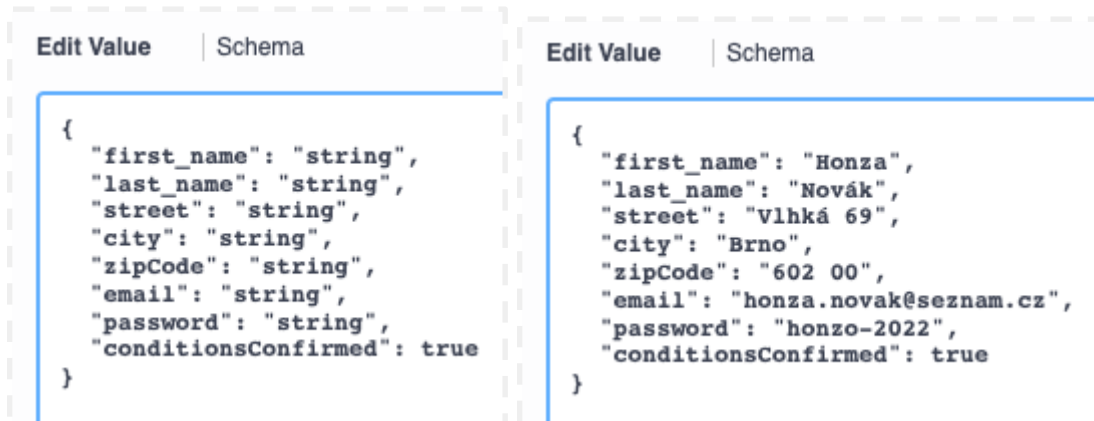 Edit Value | Schema
{
"first_name": "string",
"last_name": "string",
"street": "string",
"city": "string",
"zipCode": "string",
"email": "string",
"password": "string",
"conditionsConfirmed": true
}
Edit Value | Schema
{
"first_name": "Honza",
"last_name": "Novák",
"street": "Vlhká 69",
"city": "Brno",
"zipCode": "602 00",
"email": "honza.novak@seznam.cz",
"password": "honzo-2022",
"conditionsConfirmed": true
}